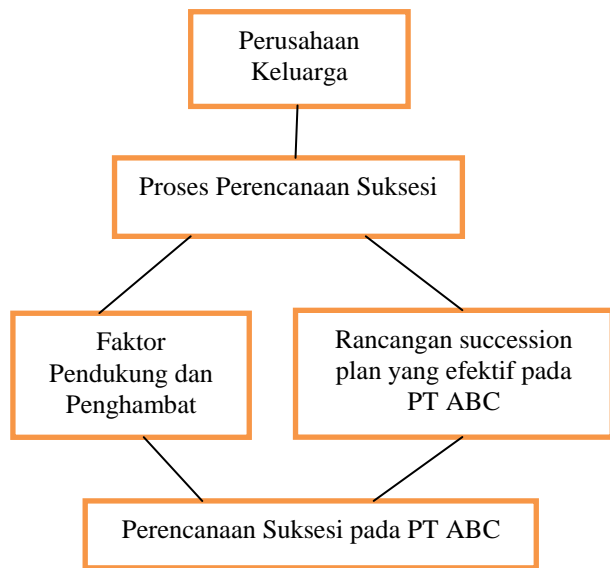 Perusahaan
Keluarga
Proses Perencanaan Suksesi
Faktor
Pendukung dan
Penghambat
Rancangan succession
plan yang efektif pada
PT ABC
Perencanaan Suksesi pada PT ABC